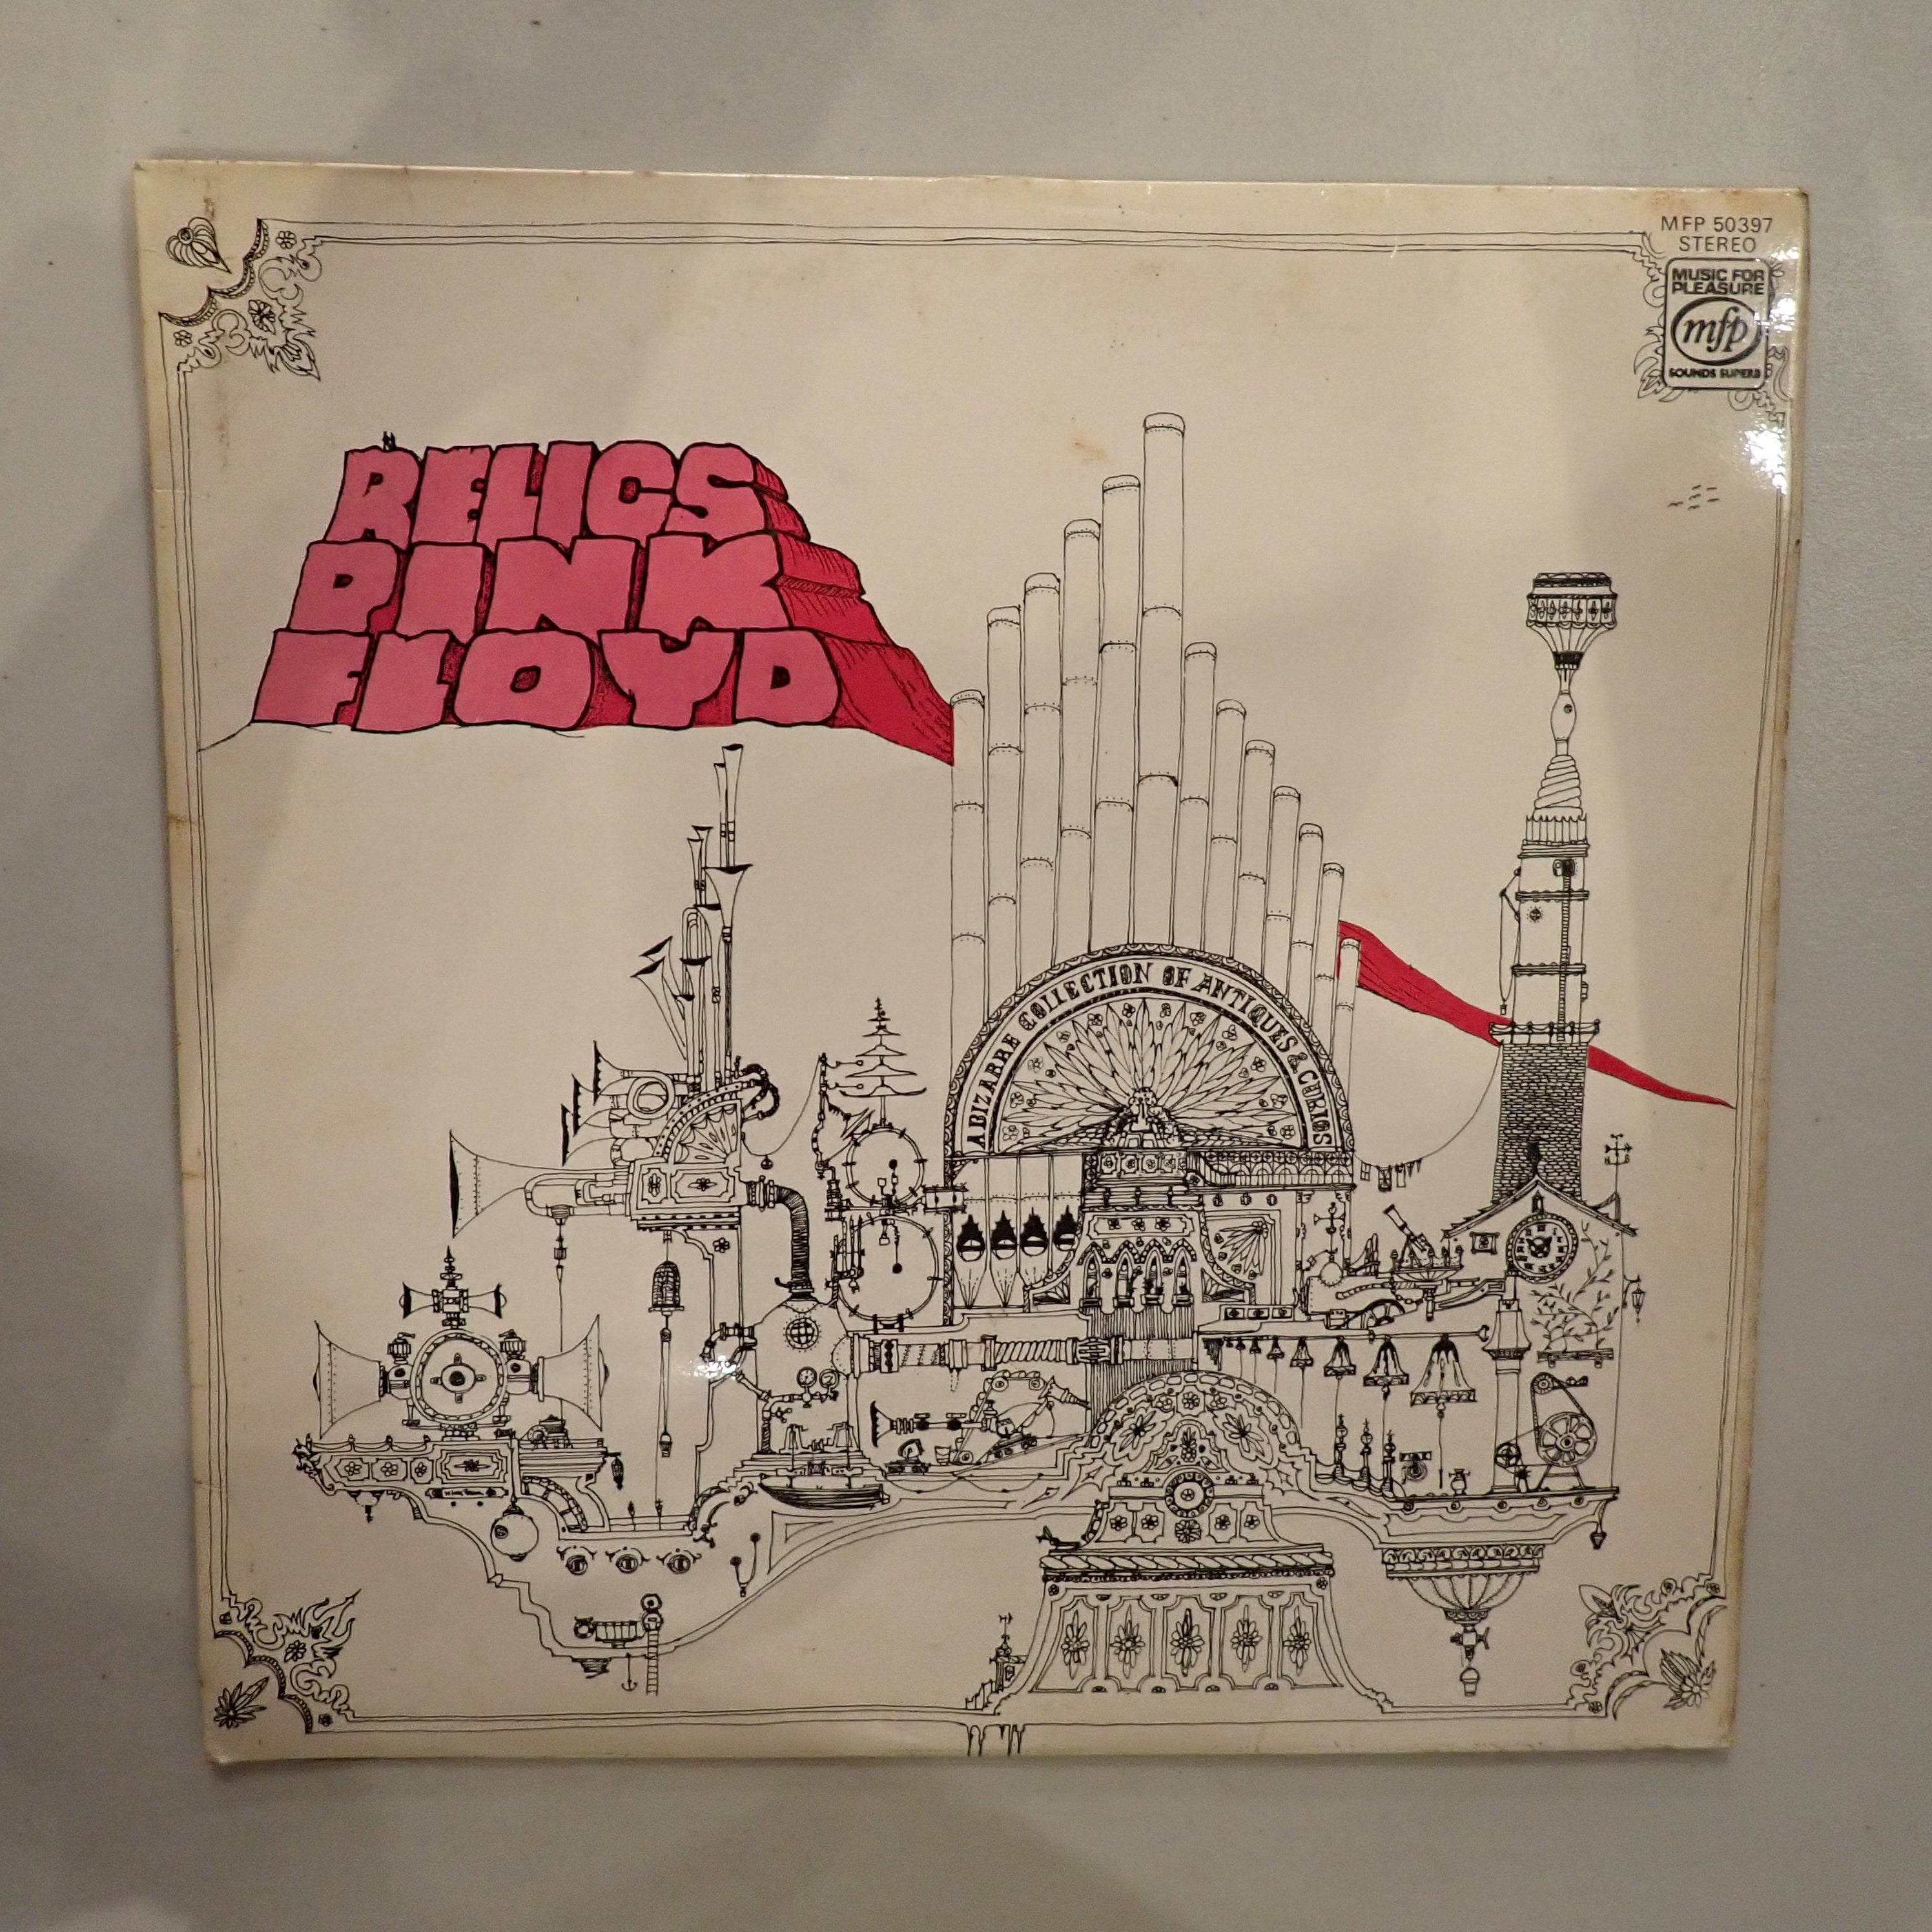 MFP 50397
STEREO
MUSIC FOR
PLEASURE
mfp
SOUNDS SUPERB
RELICS
PINK
FLOYD
A BIZARRE COLLECTION OF ANTIQUES & CURIOS